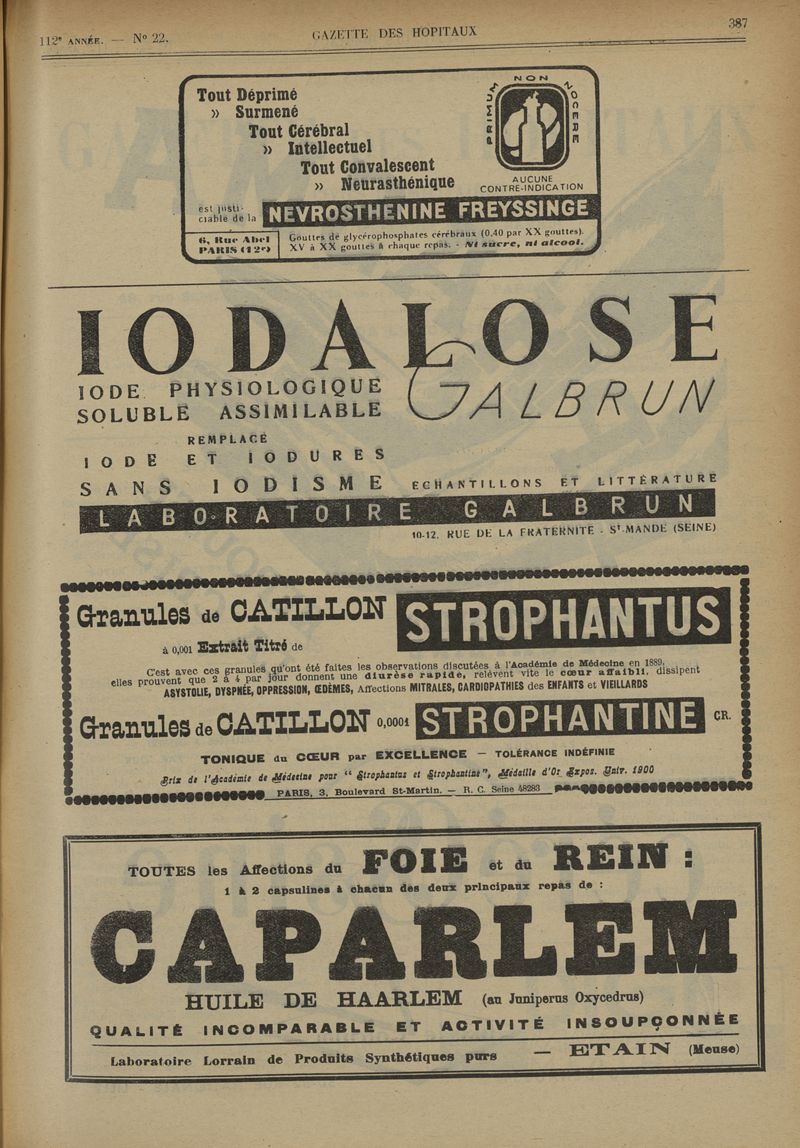 112e ANNÉE. — No 22.
GAZETTE DES HOPITAUX
387
Tout Déprimé
» Surmené
Tout Cérébral
» Intellectuel
Tout Convalescent
» Neurasthénique
PRIMUM NON NOCERE
AUCUNE
CONTRE-INDICATION
est justi-
ciable de la
NEVROSTHENINE FREYSSINGE
6, Rue Abel
PARIS (12e)
Gouttes de glycérophosphates cérébraux (0,40 par XX gouttes).
XV à XX gouttes à chaque repas. - Ni sucre, ni alcool.
IODALOSE
GALBRUN
IODE PHYSIOLOGIQUE
SOLUBLE ASSIMILABLE
REMPLACE
IODE ET IODURES
SANS IODISME
ECHANTILLONS ET LITTÉRATURE
LABORATOIRE GALBRUN
10-12, RUE DE LA FRATERNITÉ - St-MANDÉ (SEINE)
Granules de CATILLON
à 0,001 Extrait Titré de
STROPHANTUS
C'est avec ces granules qu'ont été faites les observations discutées à l'Académie de Médecine en 1889,
elles prouvent que 2 à 4 par jour donnent une diurèse rapide, relèvent vite le cœur affaibli, dissipent
ASYSTOLIE, DYSPNÉE, OPPRESSION, ŒDÈMES, Affections MITRALES, CARDIOPATHIES des ENFANTS et VIEILLARDS
Granules de CATILLON 0,0001 STROPHANTINE CR.
TONIQUE du CŒUR par EXCELLENCE — TOLÉRANCE INDÉFINIE
Prix de l'Académie de Médecine pour " Strophantus et Strophantine ", Médaille d'Or Expos. Univ. 1900
PARIS, 3, Boulevard St-Martin. — R. C. Seine 48283
TOUTES les Affections du FOIE et du REIN :
1 à 2 capsulines à chacun des deux principaux repas de :
CAPARLEM
HUILE DE HAARLEM (au Juniperus Oxycedrus)
QUALITÉ INCOMPARABLE ET ACTIVITÉ INSOUPÇONNÉE
Laboratoire Lorrain de Produits Synthétiques purs — ETAIN (Meuse)